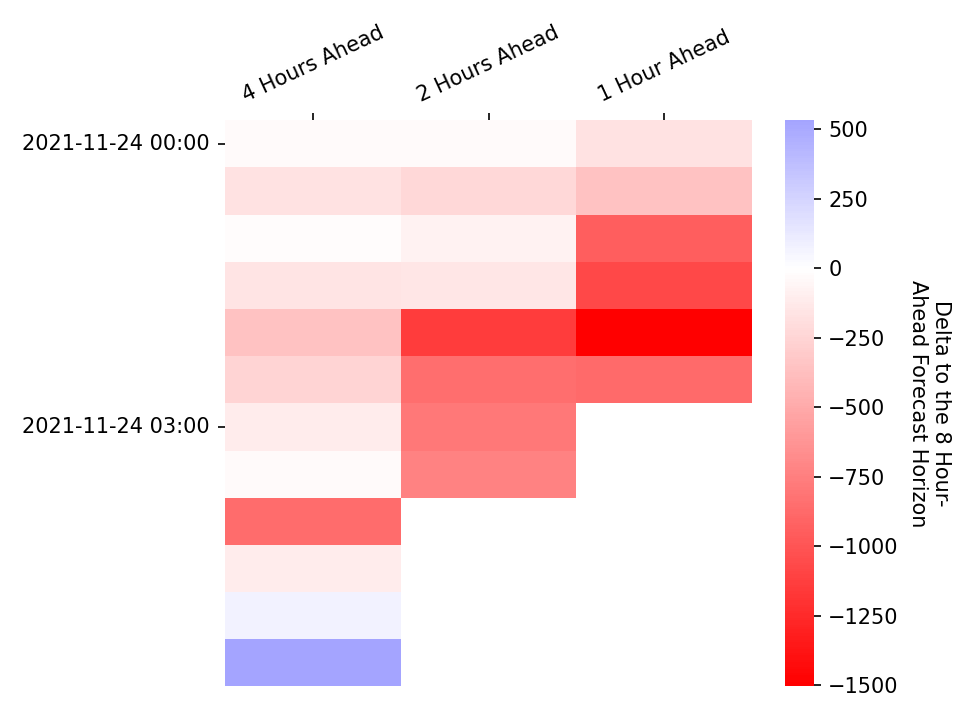 4 Hours Ahead
2 Hours Ahead
1 Hour Ahead
2021-11-24 00:00
2021-11-24 03:00
500
250
0
−250
−500
−750
−1000
−1250
−1500
Delta to the 8 Hour-
Ahead Forecast Horizon